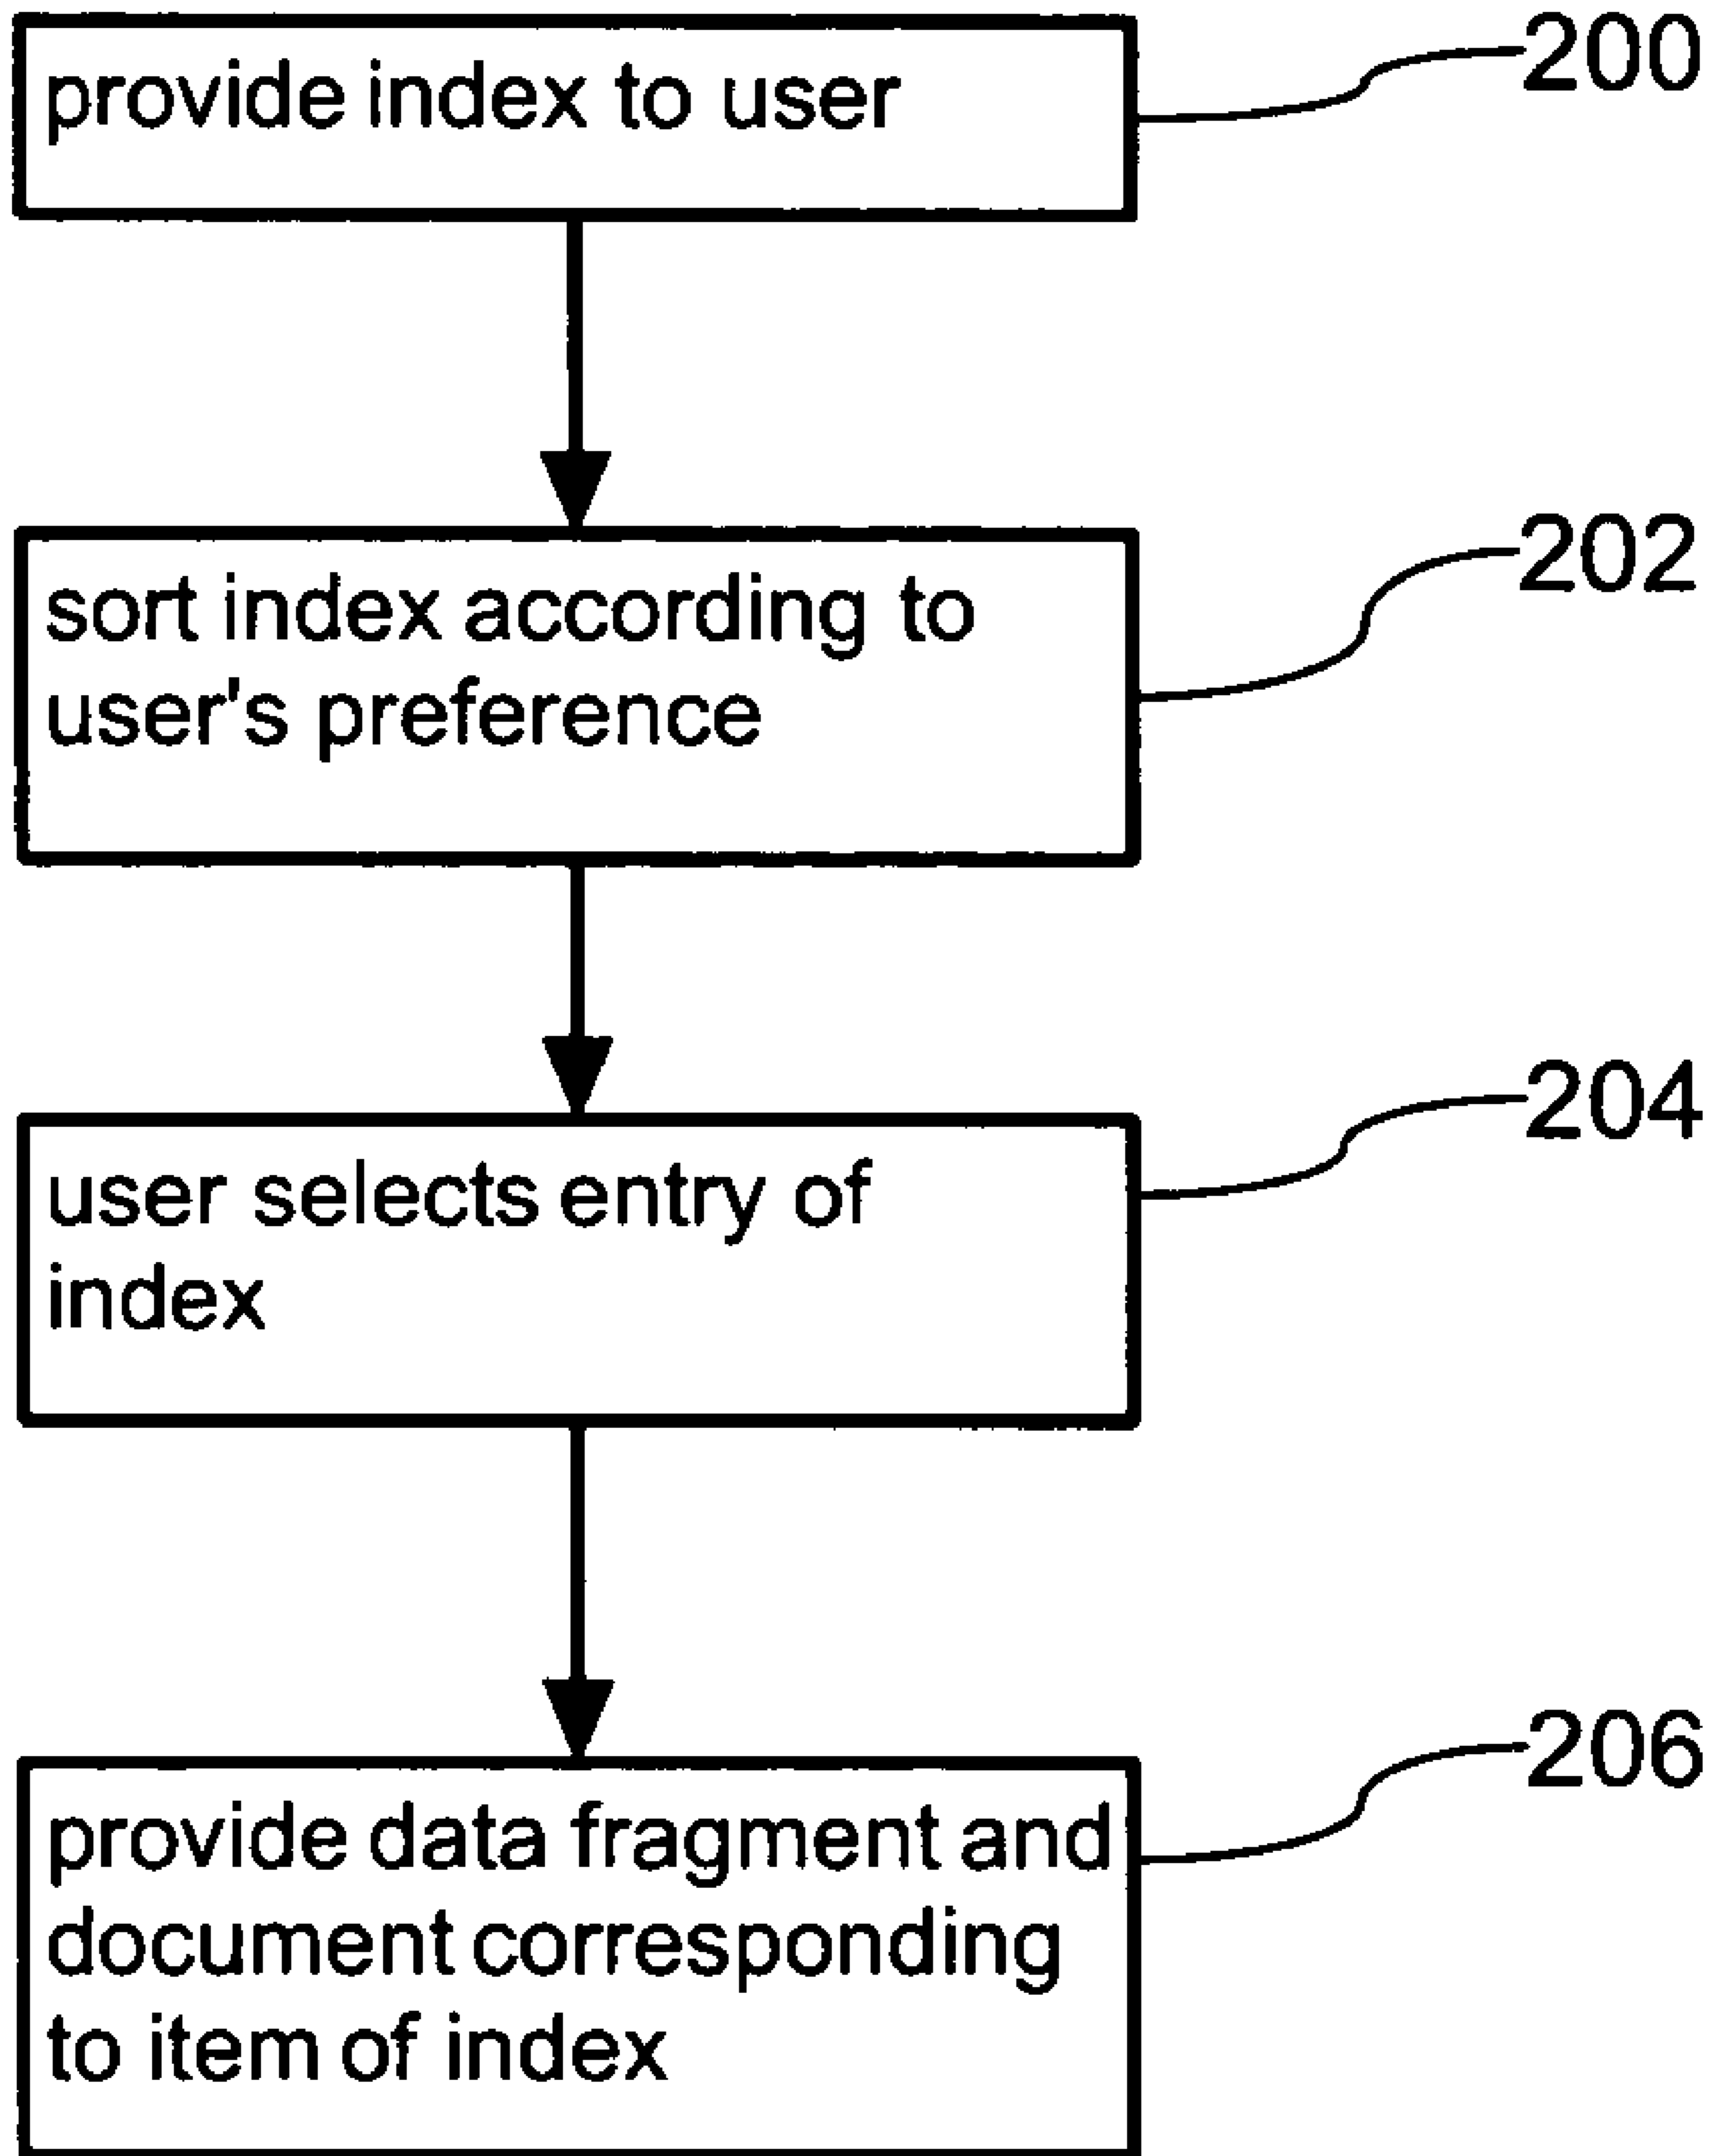 provide index to user
200
sort index according to
user's preference
202
user selects entry of
index
204
provide data fragment and
document corresponding
to item of index
206